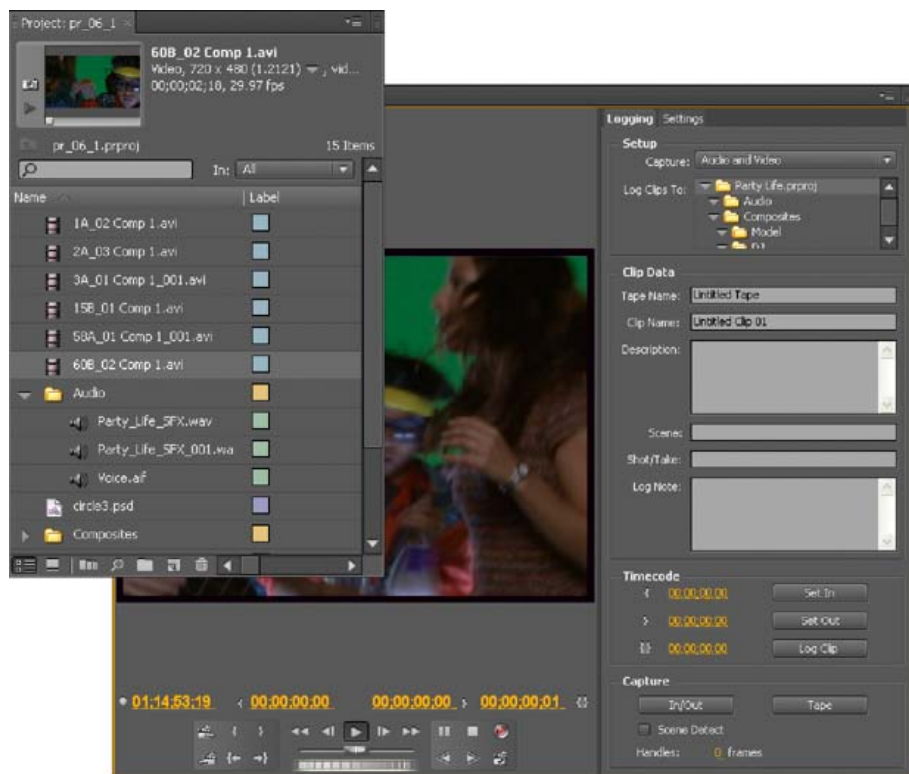 Project: pr_06_1
60B_02 Comp 1.avi
Video, 720 x 480 (1.2121) , vid...
00;00;02;18, 29.97 fps
pr_06_1.prproj
15 Items
In: All
Name
Label
1A_02 Comp 1.avi
2A_03 Comp 1.avi
3A_01 Comp 1_001.avi
15B_01 Comp 1.avi
58A_01 Comp 1_001.avi
60B_02 Comp 1.avi
Audio
Party_Life_SFX.wav
Party_Life_SFX_001.wa
Voice.aif
circle3.psd
Composites
Logging Settings
Setup
Capture: Audio and Video
Log Clips To: Party Life.prproj
Audio
Composites
Model
Clip Data
Tape Name: Untitled Tape
Clip Name: Untitled Clip 01
Description:
Scene:
Shot/Take:
Log Note:
Timecode
{ 00;00;00;00 Set In
} 00;00;00;00 Set Out
{} 00;00;00;00 Log Clip
Capture
In/Out Tape
Scene Detect
Handles: 0 frames
01;14;53;19 { 00;00;00;00 00;00;00;00 } 00;00;00;01 {}